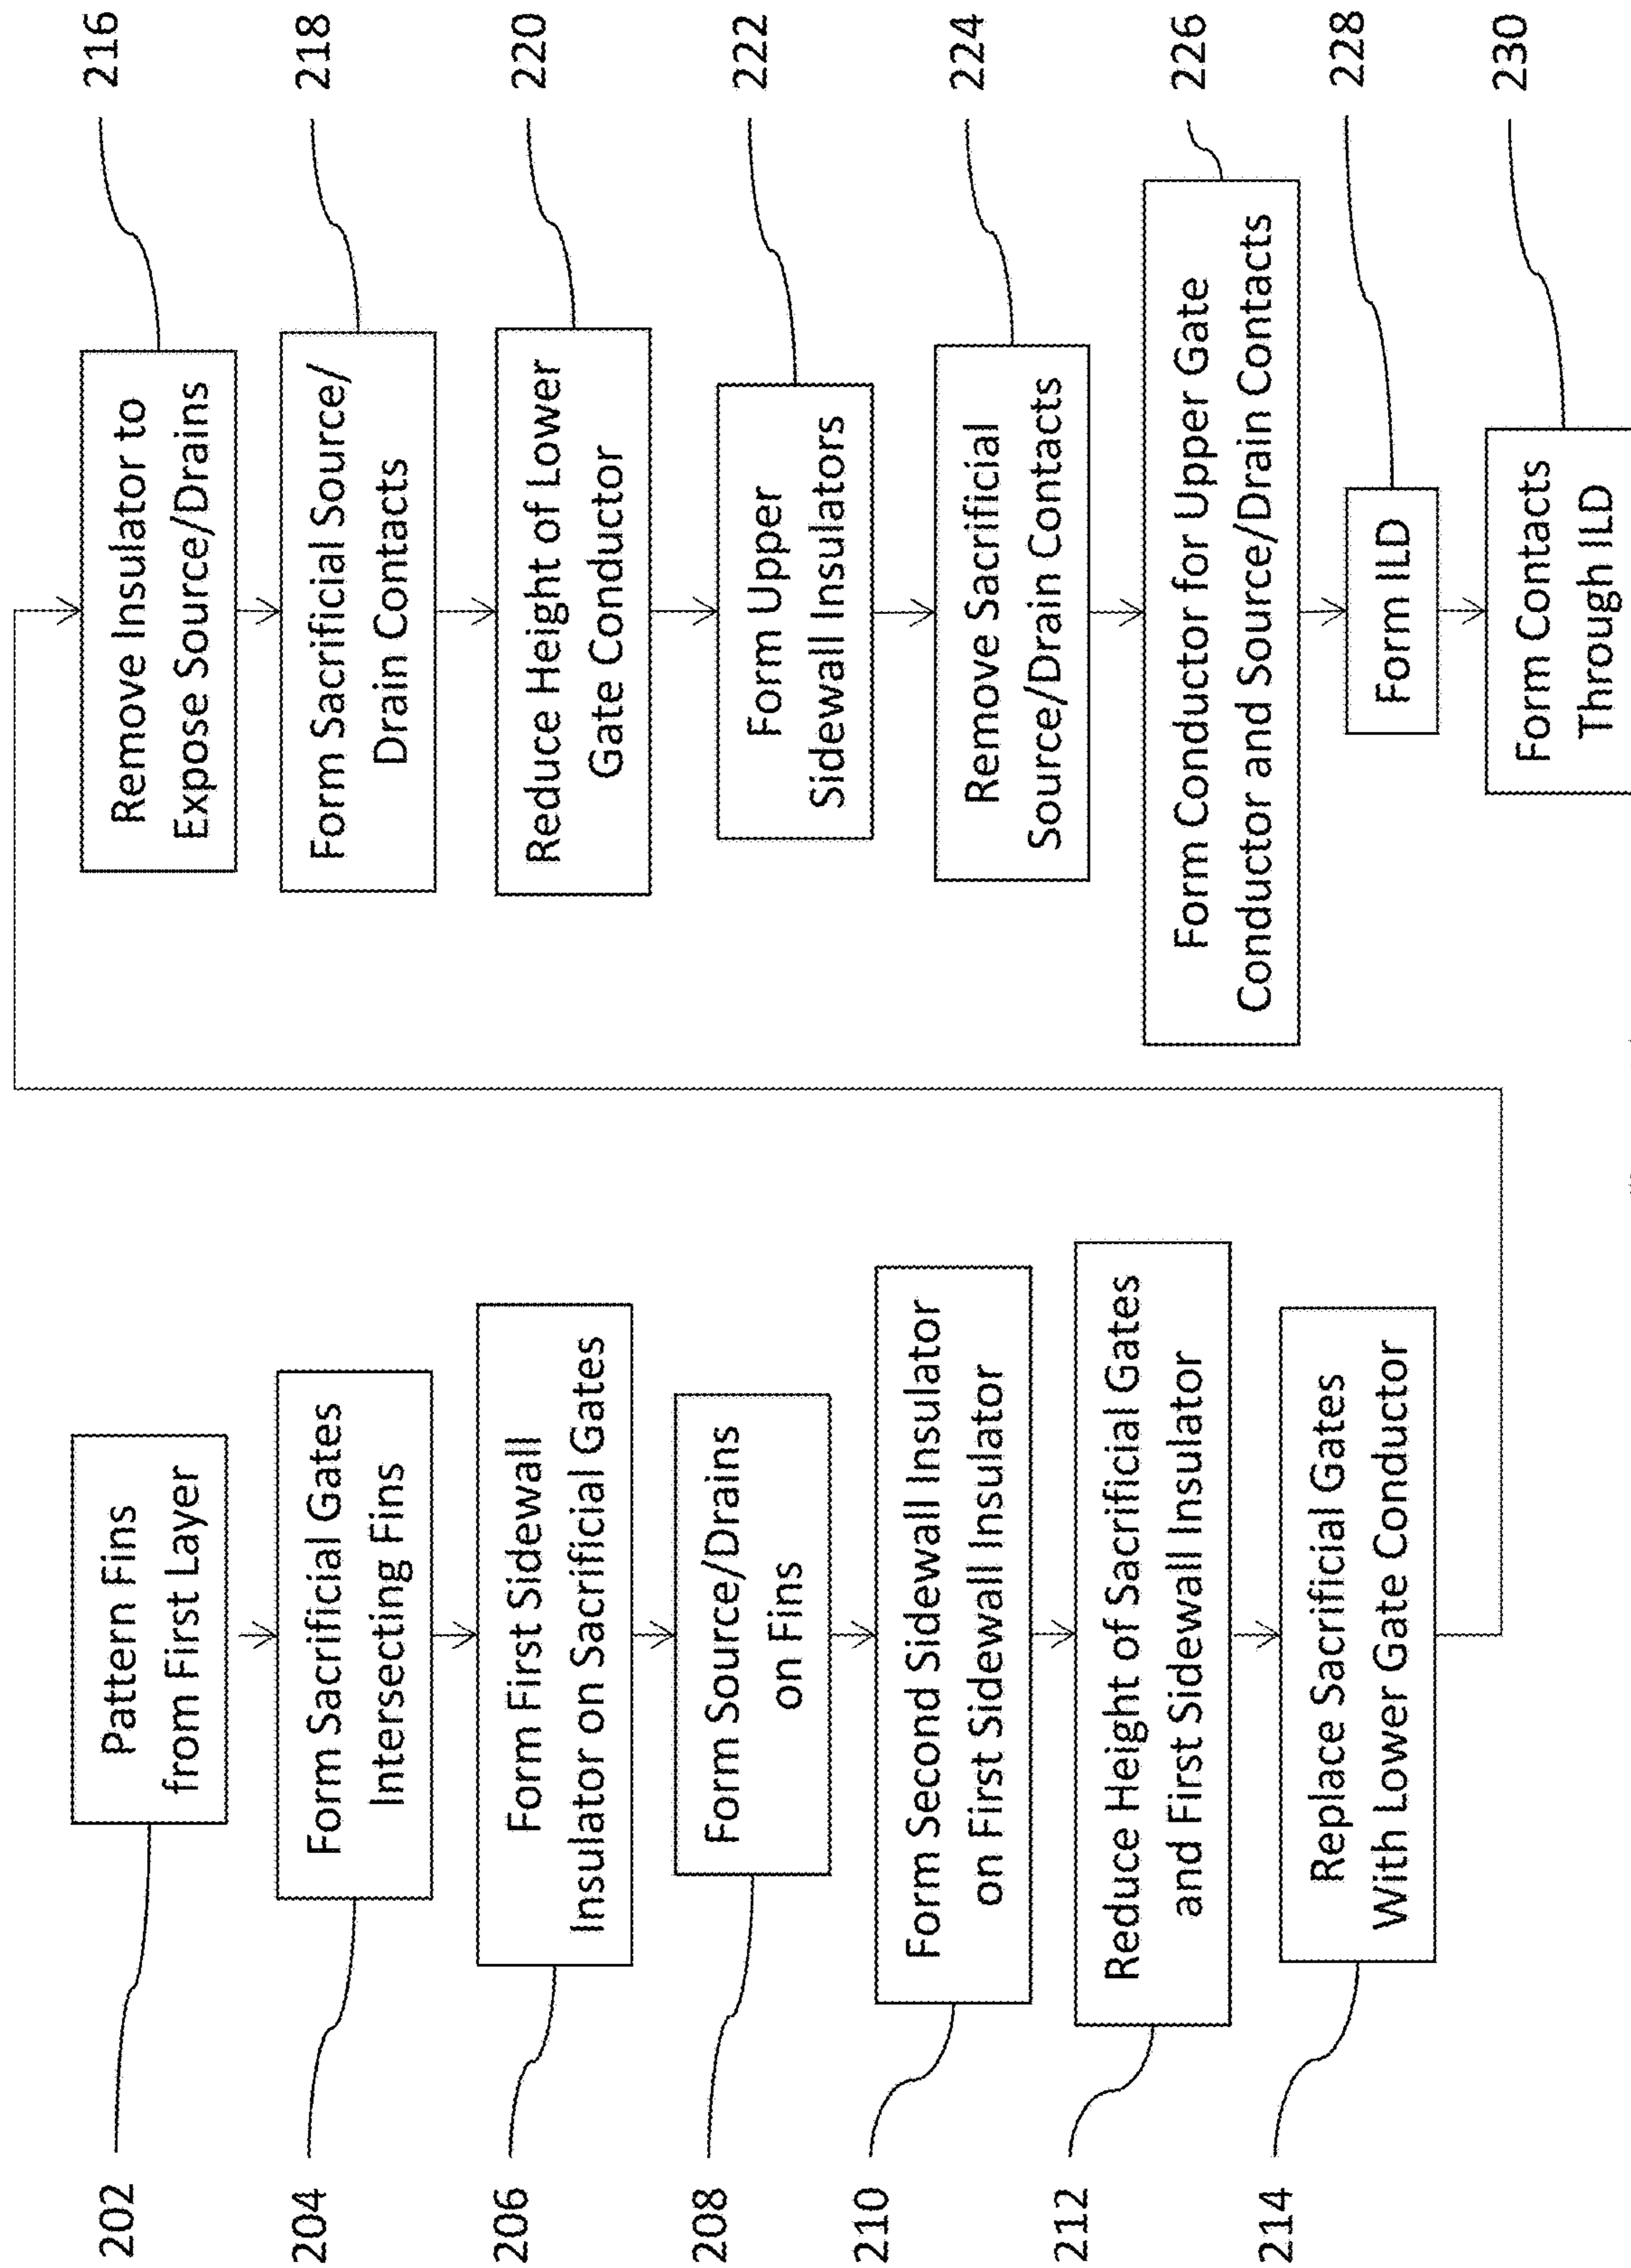 202
Pattern Fins
from First Layer
204
Form Sacrificial Gates
Intersecting Fins
206
Form First Sidewall
Insulator on Sacrificial Gates
208
Form Source/Drains
on Fins
210
Form Second Sidewall Insulator
on First Sidewall Insulator
212
Reduce Height of Sacrificial Gates
and First Sidewall Insulator
214
Replace Sacrificial Gates
With Lower Gate Conductor
216
Remove Insulator to
Expose Source/Drains
218
Form Sacrificial Source/
Drain Contacts
220
Reduce Height of Lower
Gate Conductor
222
Form Upper
Sidewall Insulators
224
Remove Sacrificial
Source/Drain Contacts
226
Form Conductor for Upper Gate
Conductor and Source/Drain Contacts
228
Form ILD
230
Form Contacts
Through ILD